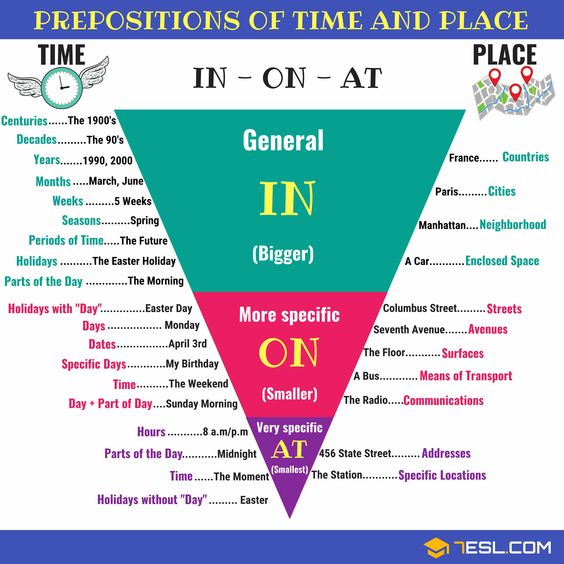 PREPOSITIONS OF TIME AND PLACE
TIME
IN – ON – AT
PLACE
Centuries......The 1900's
Decades.........The 90's
Years.......1990, 2000
Months .....March, June
Weeks .........5 Weeks
Seasons.........Spring
Periods of Time.....The Future
Holidays ..........The Easter Holiday
Parts of the Day ...........The Morning
General
IN
(Bigger)
France...... Countries
Paris.........Cities
Manhattan....Neighborhood
A Car...........Enclosed Space
Holidays with "Day".............Easter Day
Days ............. Monday
Dates...............April 3rd
Specific Days ............My Birthday
Time..........The Weekend
Day + Part of Day....Sunday Morning
More specific
ON
(Smaller)
Columbus Street........Streets
Seventh Avenue.......Avenues
The Floor...........Surfaces
A Bus.......... Means of Transport
The Radio.....Communications
Hours ...........8 a.m/p.m
Parts of the Day.......Midnight
Time ......The Moment
Holidays without "Day"......... Easter
Very specific
AT
(Smallest)
456 State Street......... Addresses
The Station........... Specific Locations
7ESL.COM